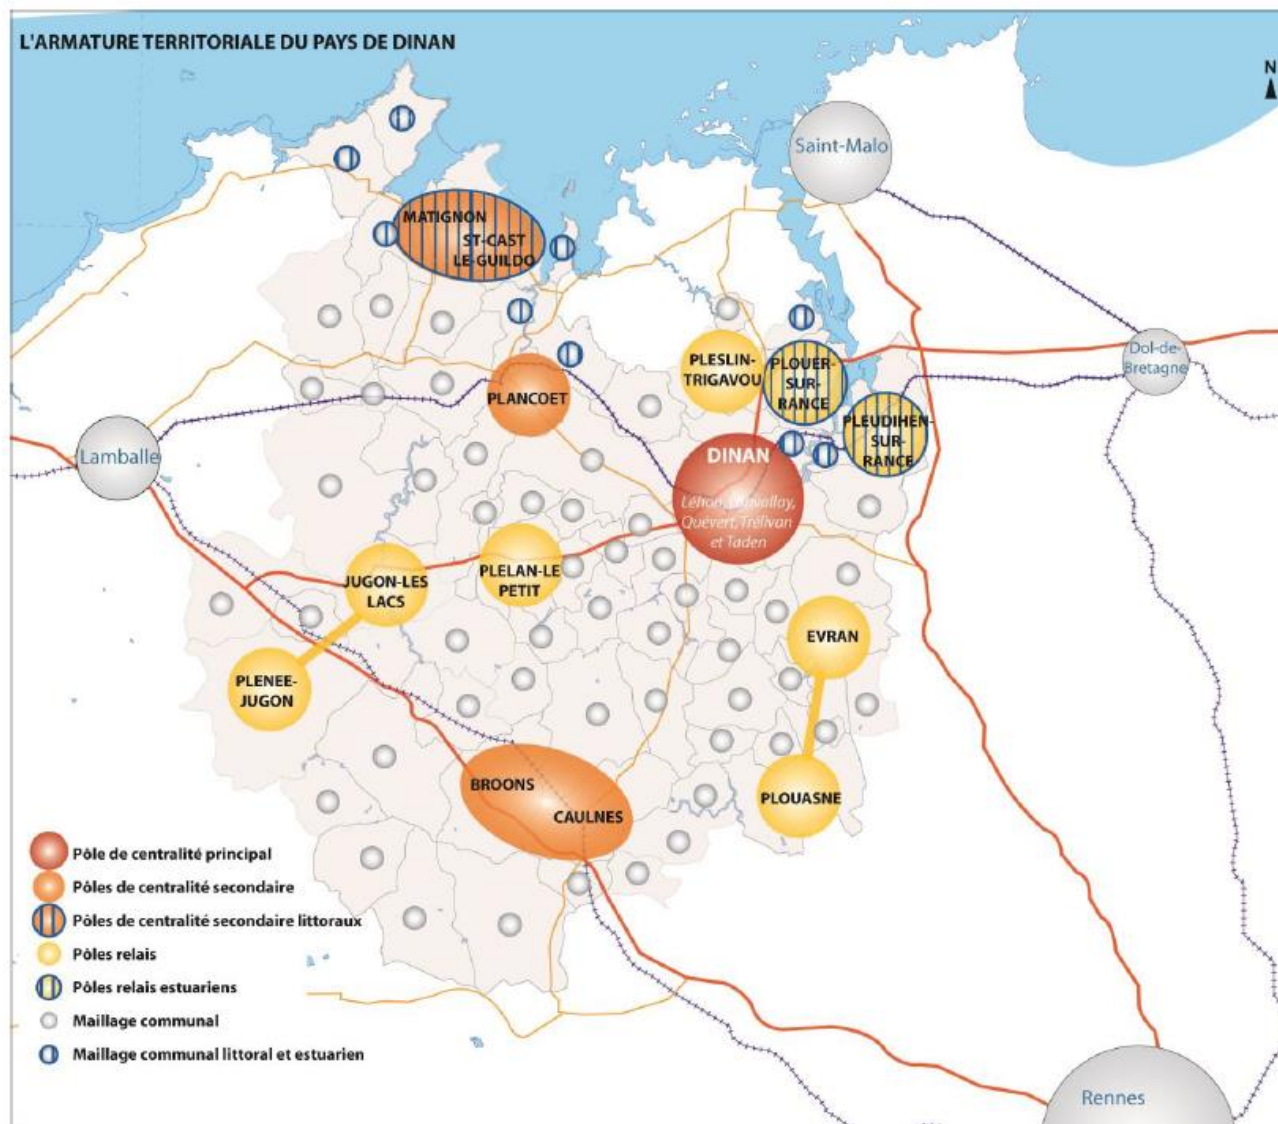 L'ARMATURE TERRITORIALE DU PAYS DE DINAN
N
Saint-Malo
MATIGNON
ST-CAST
LE-GUILDO
PLESLIN-
TRIGAVOU
PLOUER-
SUR-
RANCE
Dol-de-
Bretagne
PLANCOET
PLEUDIHEN-
SUR-
RANCE
Lamballe
DINAN
Léhon, Lanvallay,
Quévert, Trélivan
et Taden
JUGON-LES
LACS
PLELAN-LE
PETIT
EVRAN
PLENEE-
JUGON
BROONS
CAULNES
PLOUASNE
Pôle de centralité principal
Pôles de centralité secondaire
Pôles de centralité secondaire littoraux
Pôles relais
Pôles relais estuariens
Maillage communal
Maillage communal littoral et estuarien
Rennes